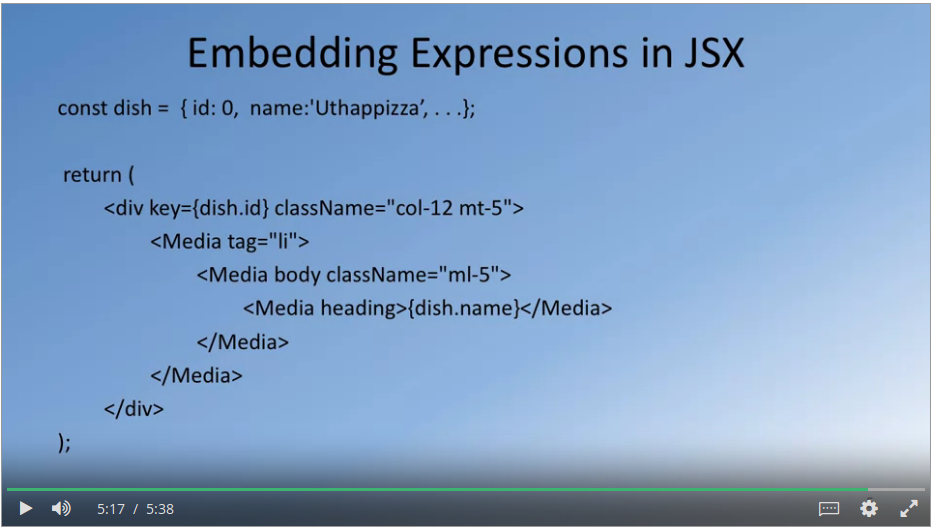 Embedding Expressions in JSX
const dish = { id: 0, name:'Uthappizza’, . . .};
return (
<div key={dish.id} className="col-12 mt-5">
<Media tag="li">
<Media body className="ml-5">
<Media heading>{dish.name}</Media>
</Media>
</Media>
</div>
);
5:17 / 5:38